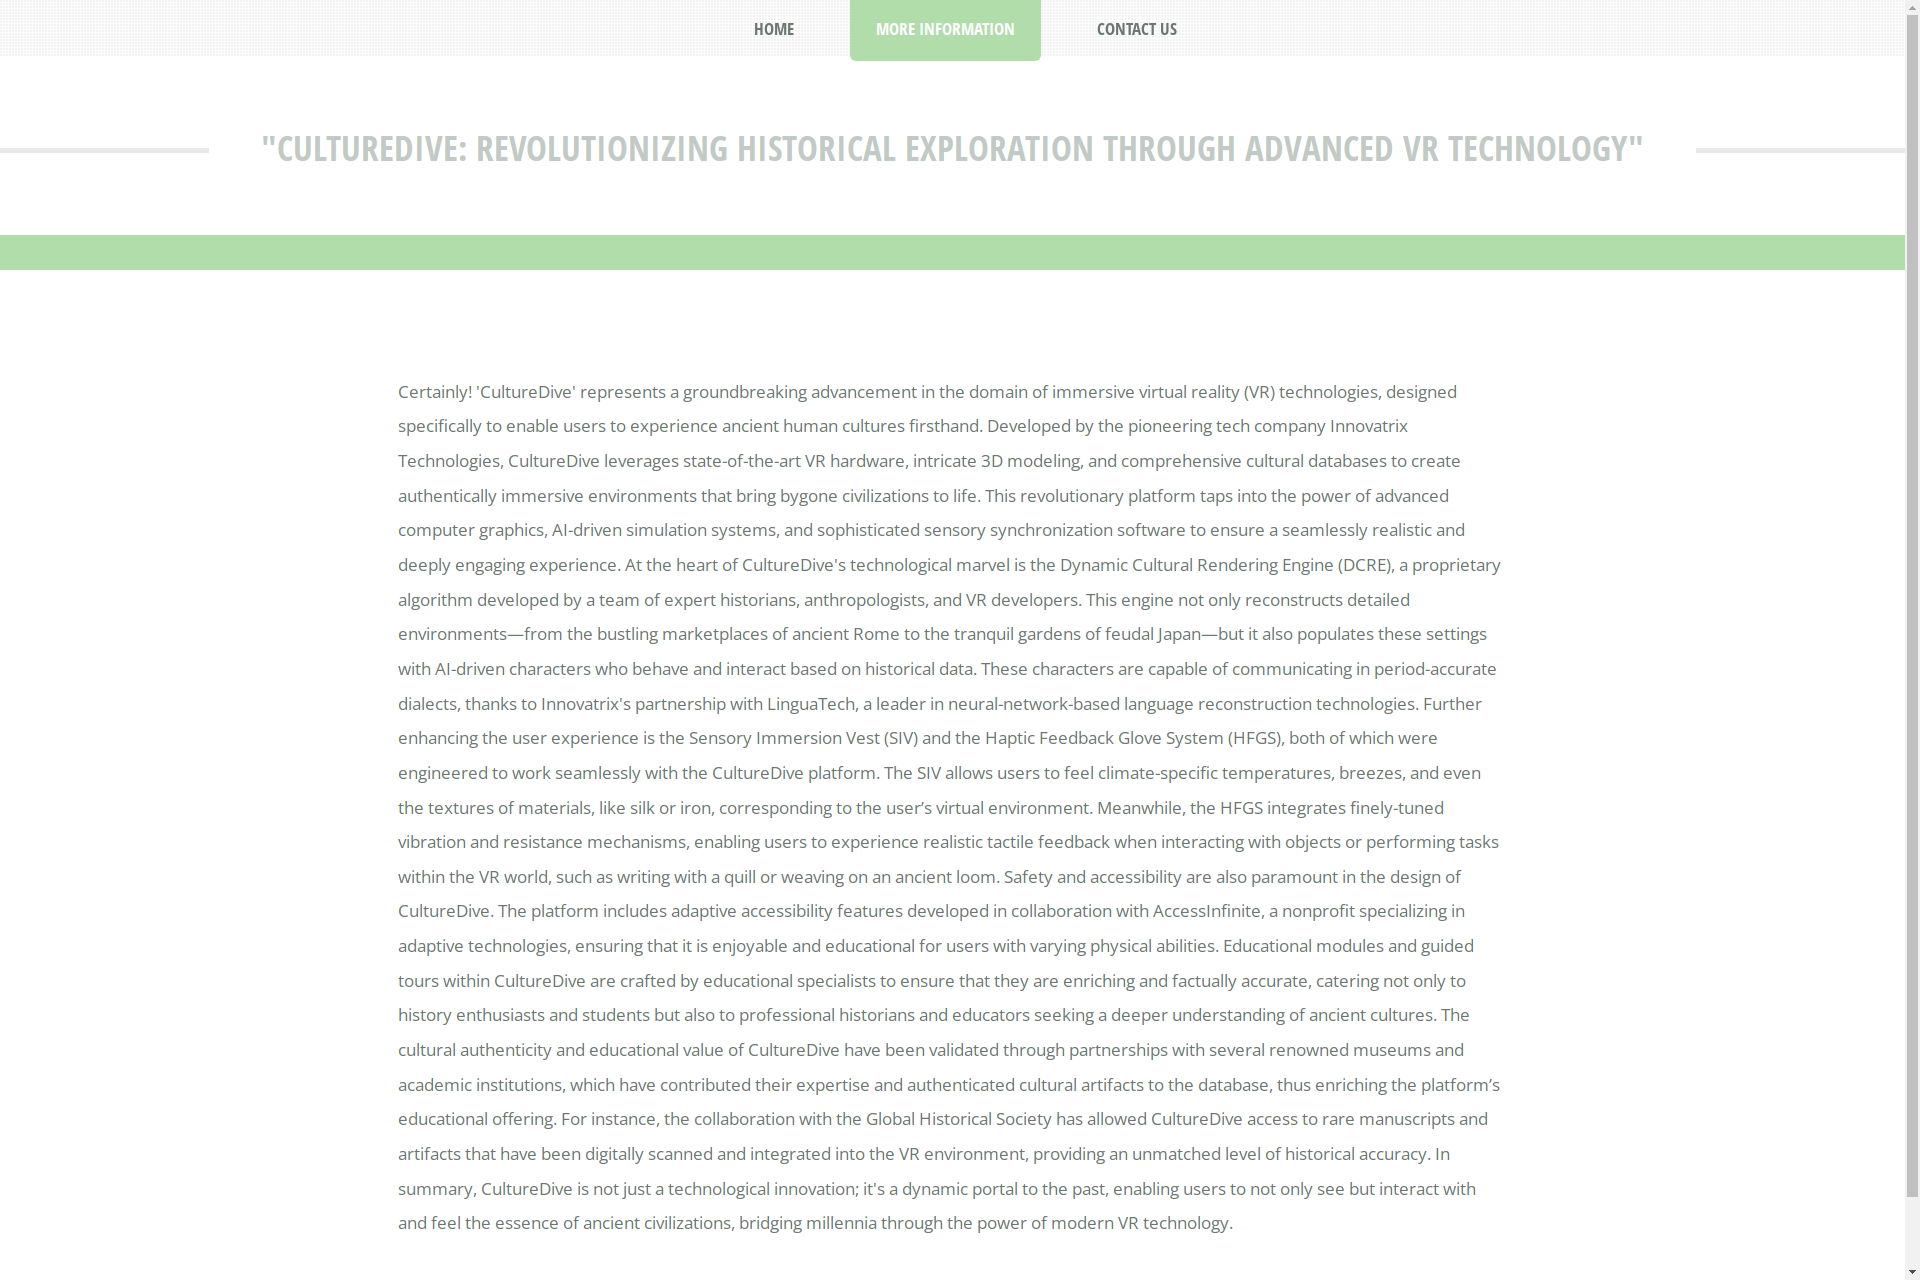 HOME
MORE INFORMATION
CONTACT US
"CULTUREDIVE: REVOLUTIONIZING HISTORICAL EXPLORATION THROUGH ADVANCED VR TECHNOLOGY"
Certainly! 'CultureDive' represents a groundbreaking advancement in the domain of immersive virtual reality (VR) technologies, designed
specifically to enable users to experience ancient human cultures firsthand. Developed by the pioneering tech company Innovatrix
Technologies, CultureDive leverages state-of-the-art VR hardware, intricate 3D modeling, and comprehensive cultural databases to create
authentically immersive environments that bring bygone civilizations to life. This revolutionary platform taps into the power of advanced
computer graphics, AI-driven simulation systems, and sophisticated sensory synchronization software to ensure a seamlessly realistic and
deeply engaging experience. At the heart of CultureDive's technological marvel is the Dynamic Cultural Rendering Engine (DCRE), a proprietary
algorithm developed by a team of expert historians, anthropologists, and VR developers. This engine not only reconstructs detailed
environments—from the bustling marketplaces of ancient Rome to the tranquil gardens of feudal Japan—but it also populates these settings
with AI-driven characters who behave and interact based on historical data. These characters are capable of communicating in period-accurate
dialects, thanks to Innovatrix's partnership with LinguaTech, a leader in neural-network-based language reconstruction technologies. Further
enhancing the user experience is the Sensory Immersion Vest (SIV) and the Haptic Feedback Glove System (HFGS), both of which were
engineered to work seamlessly with the CultureDive platform. The SIV allows users to feel climate-specific temperatures, breezes, and even
the textures of materials, like silk or iron, corresponding to the user’s virtual environment. Meanwhile, the HFGS integrates finely-tuned
vibration and resistance mechanisms, enabling users to experience realistic tactile feedback when interacting with objects or performing tasks
within the VR world, such as writing with a quill or weaving on an ancient loom. Safety and accessibility are also paramount in the design of
CultureDive. The platform includes adaptive accessibility features developed in collaboration with AccessInfinite, a nonprofit specializing in
adaptive technologies, ensuring that it is enjoyable and educational for users with varying physical abilities. Educational modules and guided
tours within CultureDive are crafted by educational specialists to ensure that they are enriching and factually accurate, catering not only to
history enthusiasts and students but also to professional historians and educators seeking a deeper understanding of ancient cultures. The
cultural authenticity and educational value of CultureDive have been validated through partnerships with several renowned museums and
academic institutions, which have contributed their expertise and authenticated cultural artifacts to the database, thus enriching the platform’s
educational offering. For instance, the collaboration with the Global Historical Society has allowed CultureDive access to rare manuscripts and
artifacts that have been digitally scanned and integrated into the VR environment, providing an unmatched level of historical accuracy. In
summary, CultureDive is not just a technological innovation; it's a dynamic portal to the past, enabling users to not only see but interact with
and feel the essence of ancient civilizations, bridging millennia through the power of modern VR technology.